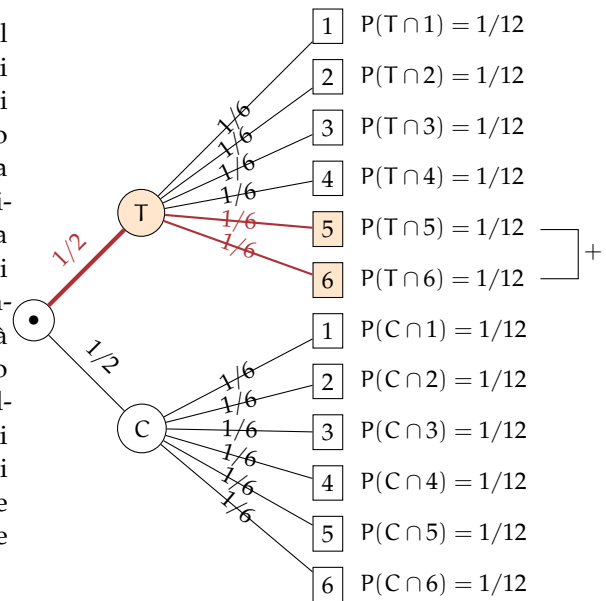 l
i
i
o
a
i-
a
i
n-
à
o
l-
i
i
e
e
1 P(T ∩ 1) = 1/12
2 P(T ∩ 2) = 1/12
3 P(T ∩ 3) = 1/12
4 P(T ∩ 4) = 1/12
5 P(T ∩ 5) = 1/12
6 P(T ∩ 6) = 1/12
+
1/6
1/6
1/6
1/6
1/6
1/6
T
1/2
1/2
C
1 P(C ∩ 1) = 1/12
2 P(C ∩ 2) = 1/12
3 P(C ∩ 3) = 1/12
4 P(C ∩ 4) = 1/12
5 P(C ∩ 5) = 1/12
6 P(C ∩ 6) = 1/12
1/6
1/6
1/6
1/6
1/6
1/6